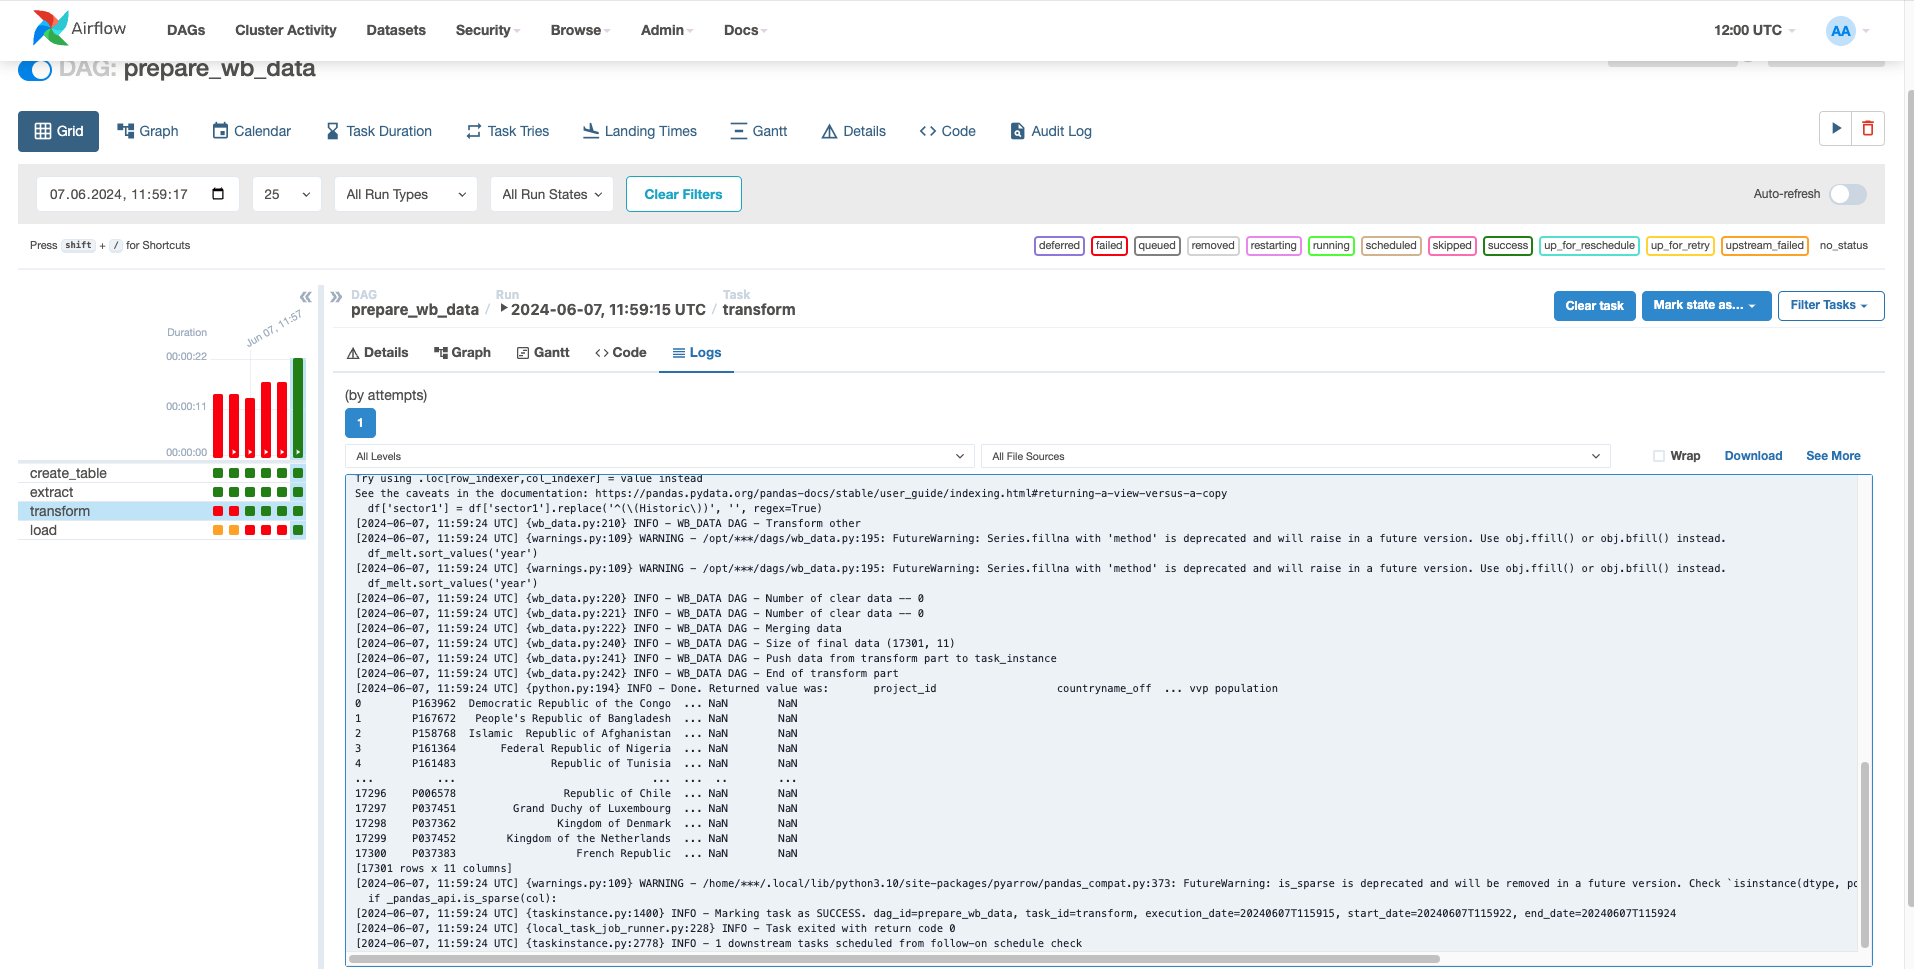 Airflow DAGs Cluster Activity Datasets Security Browse Admin Docs 12:00 UTC AA
DAG: prepare_wb_data
Grid Graph Calendar Task Duration Task Tries Landing Times Gantt Details Code Audit Log
07.06.2024, 11:59:17 25 All Run Types All Run States Clear Filters Auto-refresh
Press shift + / for Shortcuts deferred failed queued removed restarting running scheduled skipped success up_for_reschedule up_for_retry upstream_failed no_status
Duration
Jun 07, 11:57
00:00:22
00:00:11
00:00:00
create_table
extract
transform
load
DAG Run Task
prepare_wb_data / 2024-06-07, 11:59:15 UTC / transform
Clear task Mark state as... Filter Tasks
Details Graph Gantt Code Logs
(by attempts)
1
All Levels All File Sources Wrap Download See More
Try using .loc[row_indexer,col_indexer] = value instead
See the caveats in the documentation: https://pandas.pydata.org/pandas-docs/stable/user_guide/indexing.html#returning-a-view-versus-a-copy
df['sector1'] = df['sector1'].replace('^(\(Historic\))', '', regex=True)
[2024-06-07, 11:59:24 UTC] {wb_data.py:210} INFO - WB_DATA DAG - Transform other
[2024-06-07, 11:59:24 UTC] {warnings.py:109} WARNING - /opt/***/dags/wb_data.py:195: FutureWarning: Series.fillna with 'method' is deprecated and will raise in a future version. Use obj.ffill() or obj.bfill() instead.
df_melt.sort_values('year')
[2024-06-07, 11:59:24 UTC] {warnings.py:109} WARNING - /opt/***/dags/wb_data.py:195: FutureWarning: Series.fillna with 'method' is deprecated and will raise in a future version. Use obj.ffill() or obj.bfill() instead.
df_melt.sort_values('year')
[2024-06-07, 11:59:24 UTC] {wb_data.py:220} INFO - WB_DATA DAG - Number of clear data -- 0
[2024-06-07, 11:59:24 UTC] {wb_data.py:221} INFO - WB_DATA DAG - Number of clear data -- 0
[2024-06-07, 11:59:24 UTC] {wb_data.py:222} INFO - WB_DATA DAG - Merging data
[2024-06-07, 11:59:24 UTC] {wb_data.py:240} INFO - WB_DATA DAG - Size of final data (17301, 11)
[2024-06-07, 11:59:24 UTC] {wb_data.py:241} INFO - WB_DATA DAG - Push data from transform part to task_instance
[2024-06-07, 11:59:24 UTC] {wb_data.py:242} INFO - WB_DATA DAG - End of transform part
[2024-06-07, 11:59:24 UTC] {python.py:194} INFO - Done. Returned value was: project_id countryname_off ... vvp population
0 P163962 Democratic Republic of the Congo ... NaN NaN
1 P167672 People's Republic of Bangladesh ... NaN NaN
2 P158768 Islamic Republic of Afghanistan ... NaN NaN
3 P161364 Federal Republic of Nigeria ... NaN NaN
4 P161483 Republic of Tunisia ... NaN NaN
... ... ... ... .. ...
17296 P006578 Republic of Chile ... NaN NaN
17297 P037451 Grand Duchy of Luxembourg ... NaN NaN
17298 P037362 Kingdom of Denmark ... NaN NaN
17299 P037452 Kingdom of the Netherlands ... NaN NaN
17300 P037383 French Republic ... NaN NaN
[17301 rows x 11 columns]
[2024-06-07, 11:59:24 UTC] {warnings.py:109} WARNING - /home/***/.local/lib/python3.10/site-packages/pyarrow/pandas_compat.py:373: FutureWarning: is_sparse is deprecated and will be removed in a future version. Check `isinstance(dtype, pc
if _pandas_api.is_sparse(col):
[2024-06-07, 11:59:24 UTC] {taskinstance.py:1400} INFO - Marking task as SUCCESS. dag_id=prepare_wb_data, task_id=transform, execution_date=20240607T115915, start_date=20240607T115922, end_date=20240607T115924
[2024-06-07, 11:59:24 UTC] {local_task_job_runner.py:228} INFO - Task exited with return code 0
[2024-06-07, 11:59:24 UTC] {taskinstance.py:2778} INFO - 1 downstream tasks scheduled from follow-on schedule check